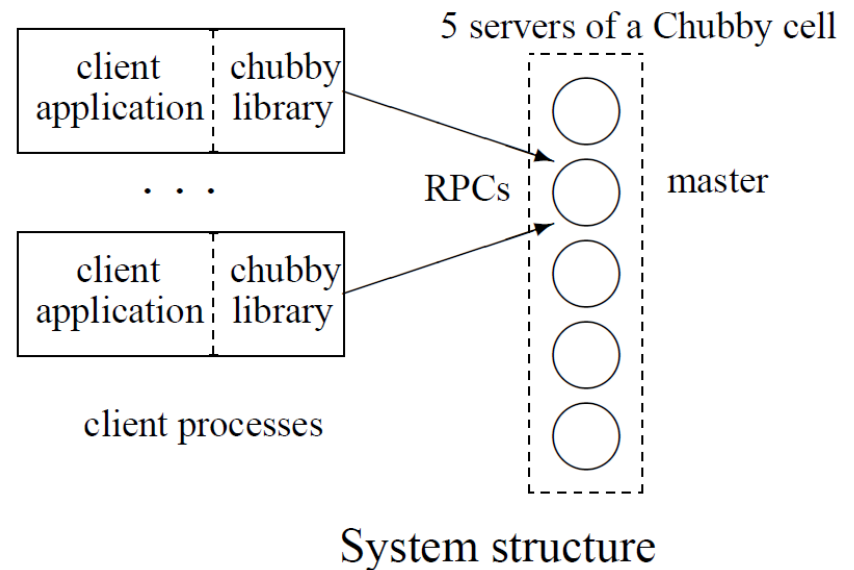 5 servers of a Chubby cell
client
application
chubby
library
. . .
RPCs
master
client
application
chubby
library
client processes
System structure